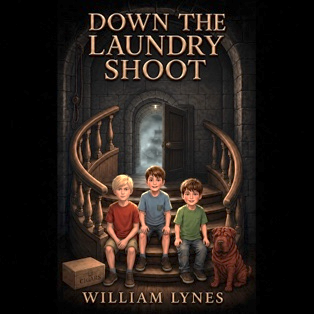 DOWN THE
LAUNDRY
SHOOT
WILLIAM LYNES